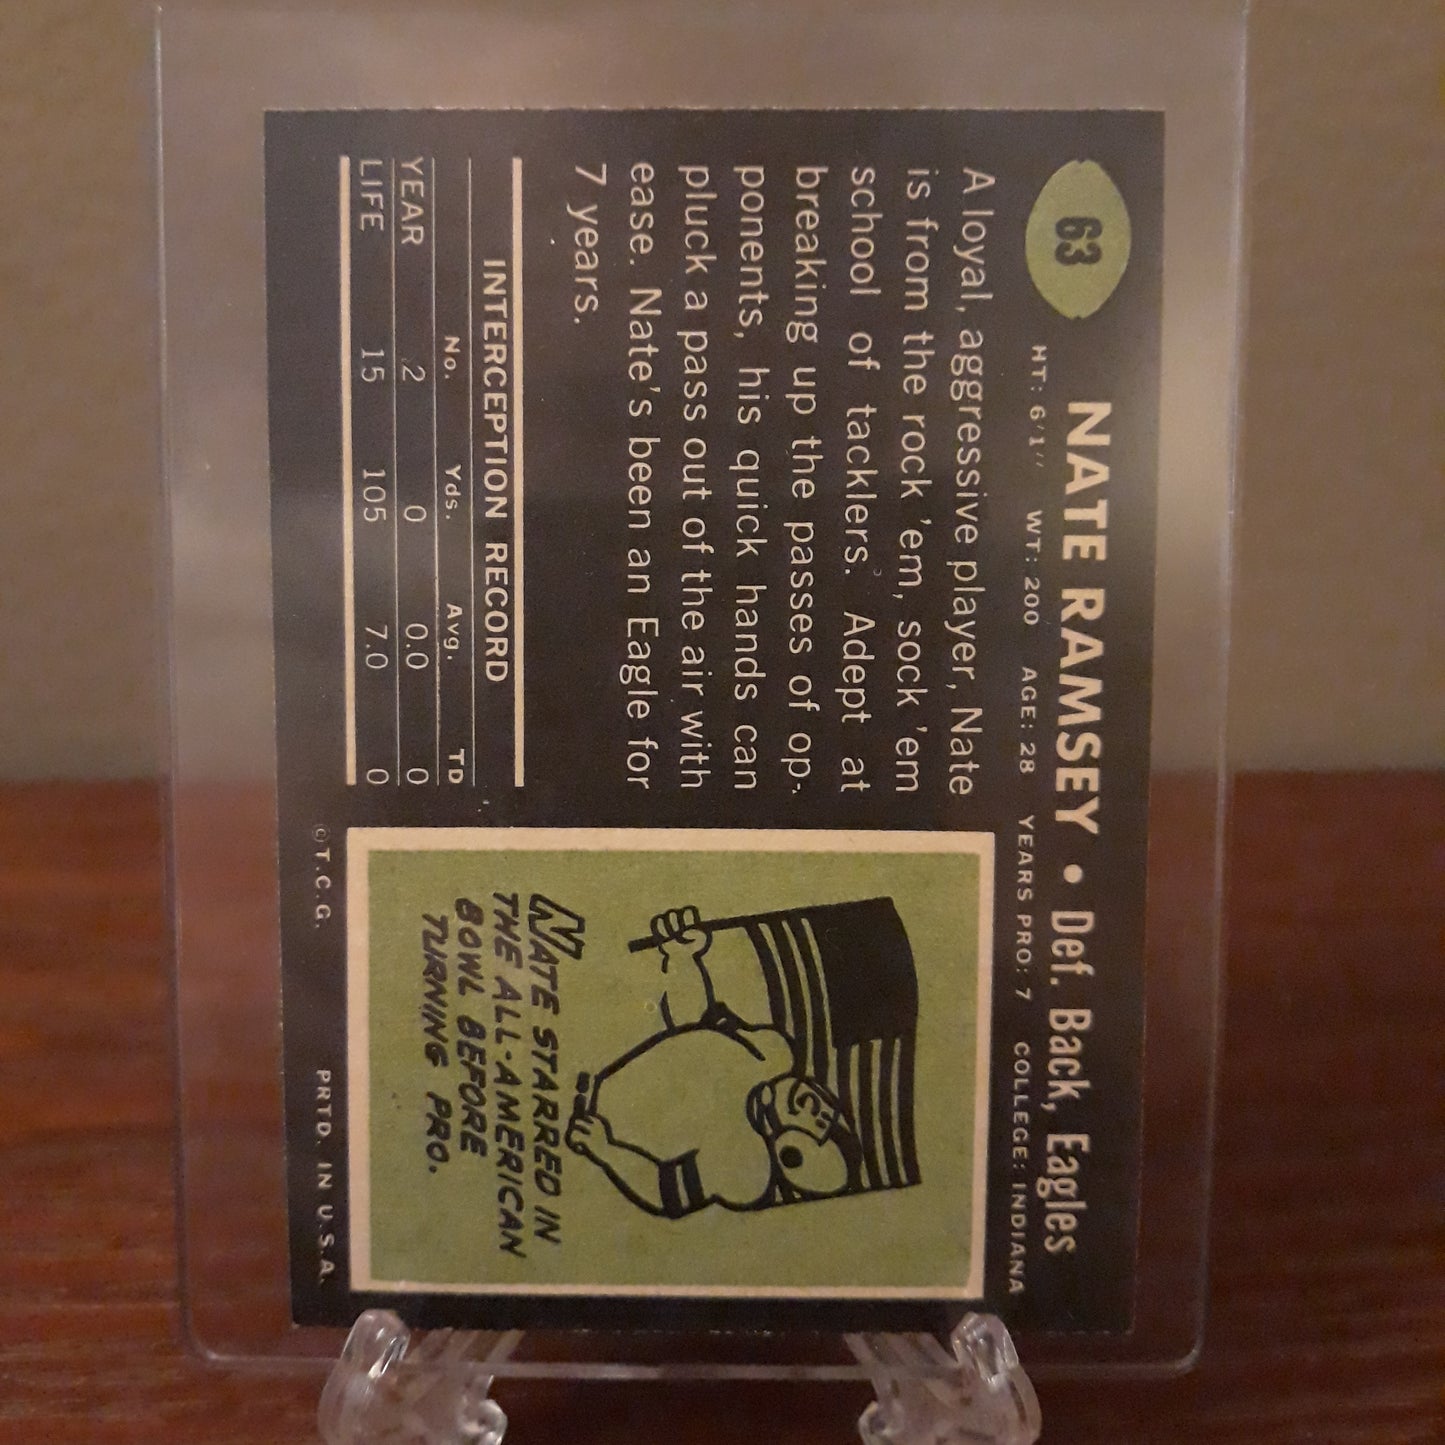 63
NATE RAMSEY • Def. Back, Eagles
HT: 6'1" WT: 200 AGE: 28 YEARS PRO: 7 COLLEGE: INDIANA
A loyal, aggressive player, Nate
is from the rock 'em, sock 'em
school of tacklers. Adept at
breaking up the passes of op-
ponents, his quick hands can
pluck a pass out of the air with
ease. Nate's been an Eagle for
7 years.
INTERCEPTION RECORD
No. Yds. Avg. TD
YEAR 2 0 0.0 0
LIFE 15 105 7.0 0
NATE STARRED IN
THE ALL-AMERICAN
BOWL BEFORE
TURNING PRO.
©T.C.G. PRTD. IN U.S.A.